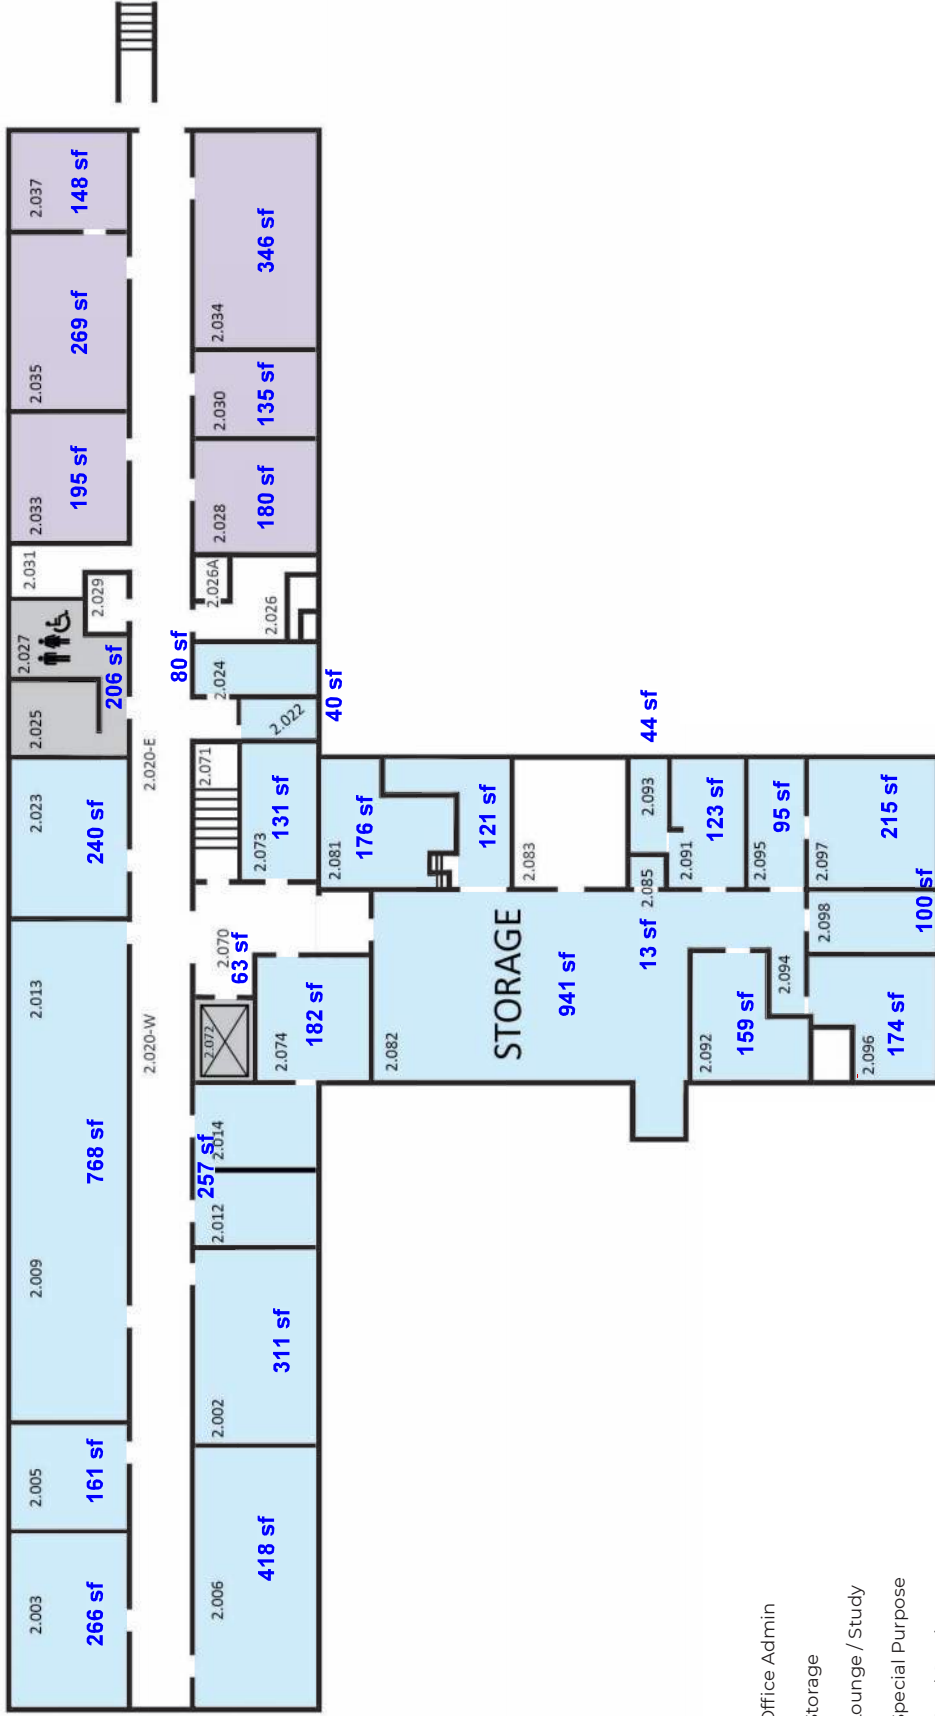 2.003
266 sf
2.005
161 sf
2.009
768 sf
2.013
2.023
240 sf
2.025
206 sf
2.027
2.029
2.031
2.033
195 sf
2.035
269 sf
2.037
148 sf
2.020-W
2.020-E
2.006
418 sf
2.002
311 sf
2.012
257 sf
2.014
2.072
2.070
63 sf
2.074
182 sf
2.071
2.073
131 sf
2.022
40 sf
2.024
80 sf
2.026
2.026A
2.028
180 sf
2.030
135 sf
2.034
346 sf
2.081
176 sf
121 sf
2.083
2.082
STORAGE
941 sf
2.085
13 sf
2.093
44 sf
2.091
123 sf
2.095
95 sf
2.097
215 sf
2.098
100 sf
2.094
2.092
159 sf
2.096
174 sf
Office Admin
Storage
Lounge / Study
Special Purpose